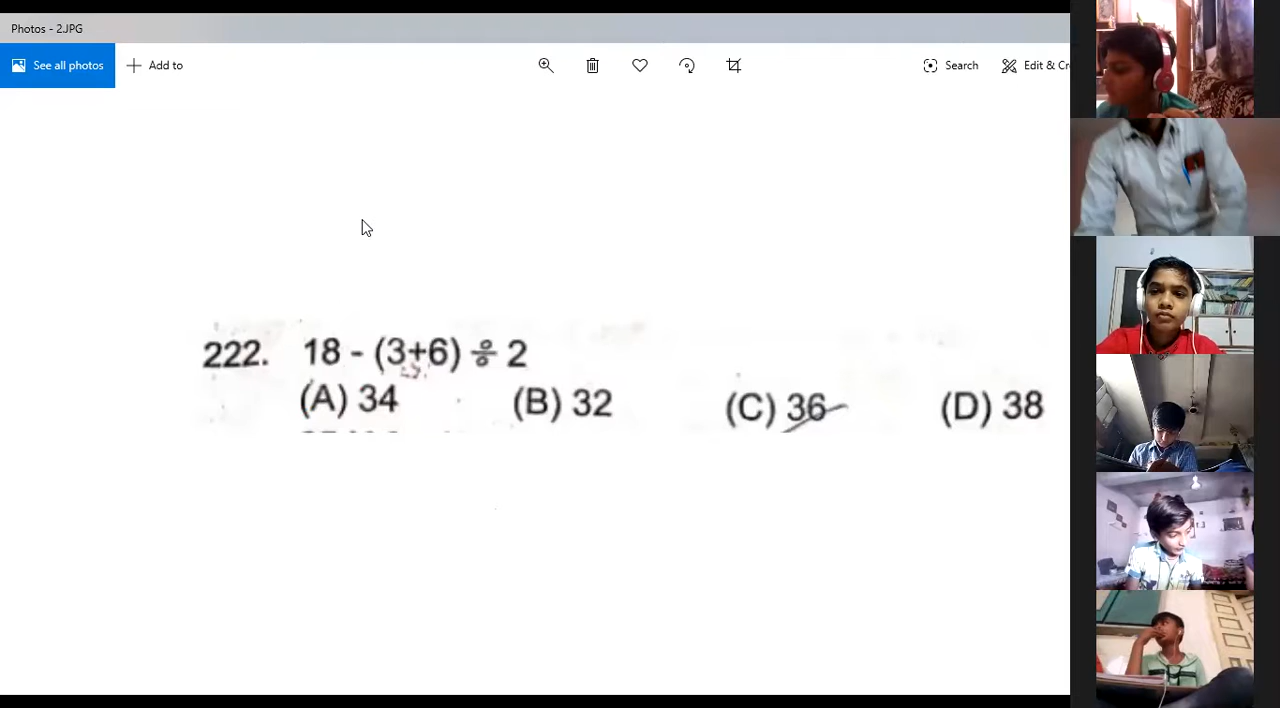 Photos - 2.JPG
See all photos
Add to
Search
Edit & Cr
222. 18 - (3+6) ÷ 2
(A) 34 (B) 32 (C) 36 (D) 38